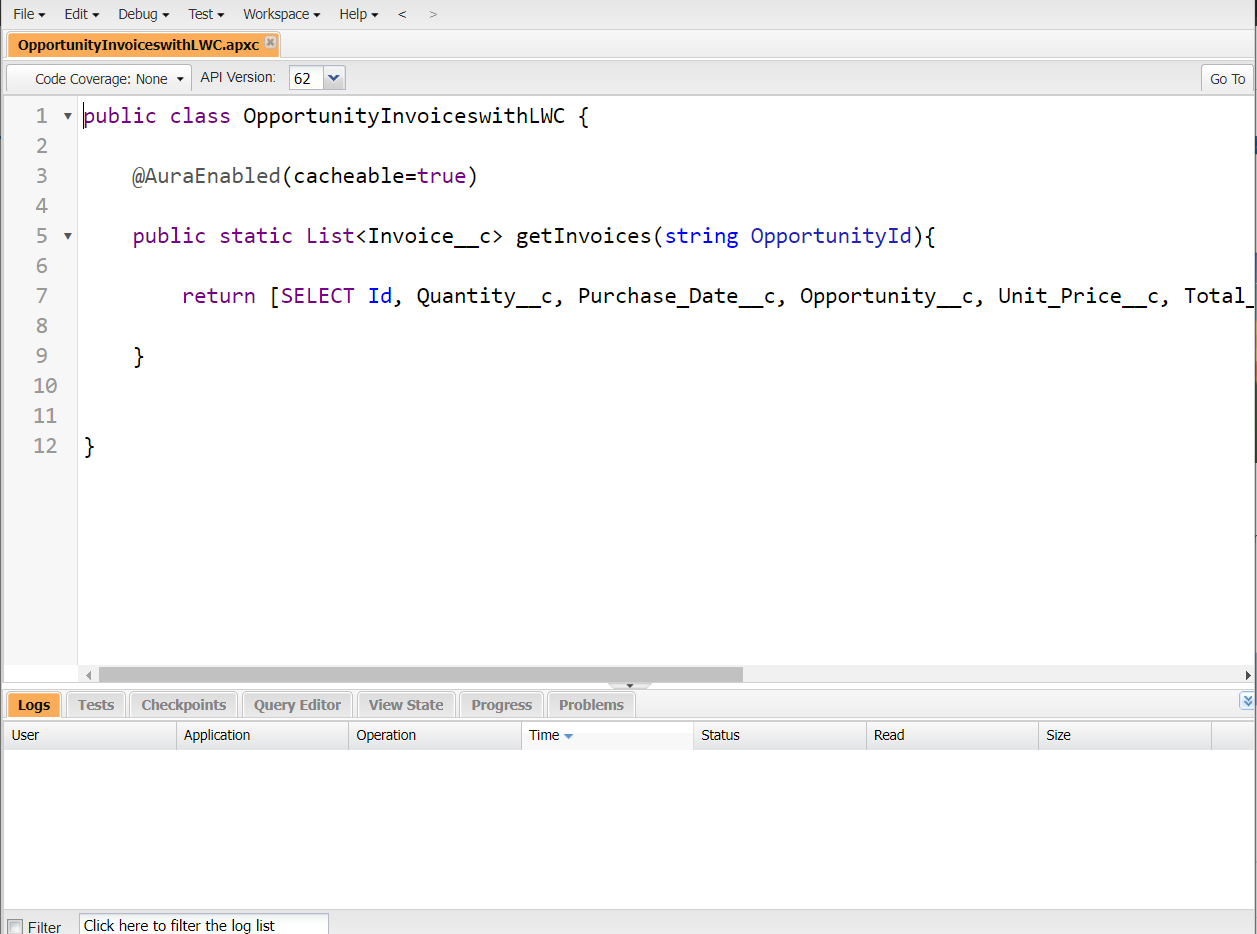 File Edit Debug Test Workspace Help < >
OpportunityInvoiceswithLWC.apxc
Code Coverage: None API Version: 62 Go To
1 public class OpportunityInvoiceswithLWC {
2
3 @AuraEnabled(cacheable=true)
4
5 public static List<Invoice__c> getInvoices(string OpportunityId){
6
7 return [SELECT Id, Quantity__c, Purchase_Date__c, Opportunity__c, Unit_Price__c, Total_
8
9 }
10
11
12 }
Logs Tests Checkpoints Query Editor View State Progress Problems
User Application Operation Time Status Read Size
Filter Click here to filter the log list